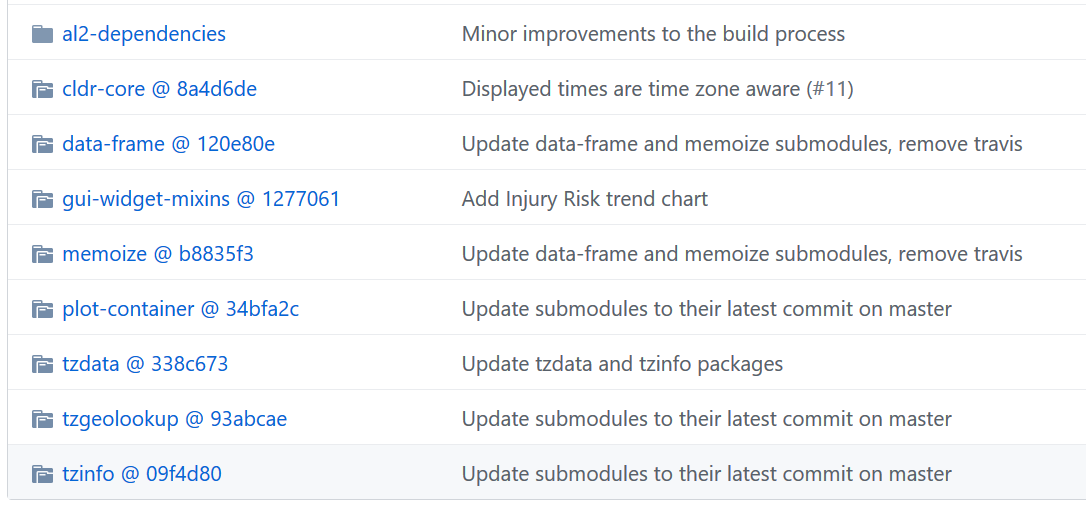 al2-dependencies Minor improvements to the build process
cldr-core @ 8a4d6de Displayed times are time zone aware (#11)
data-frame @ 120e80e Update data-frame and memoize submodules, remove travis
gui-widget-mixins @ 1277061 Add Injury Risk trend chart
memoize @ b8835f3 Update data-frame and memoize submodules, remove travis
plot-container @ 34bfa2c Update submodules to their latest commit on master
tzdata @ 338c673 Update tzdata and tzinfo packages
tzgeolookup @ 93abcae Update submodules to their latest commit on master
tzinfo @ 09f4d80 Update submodules to their latest commit on master